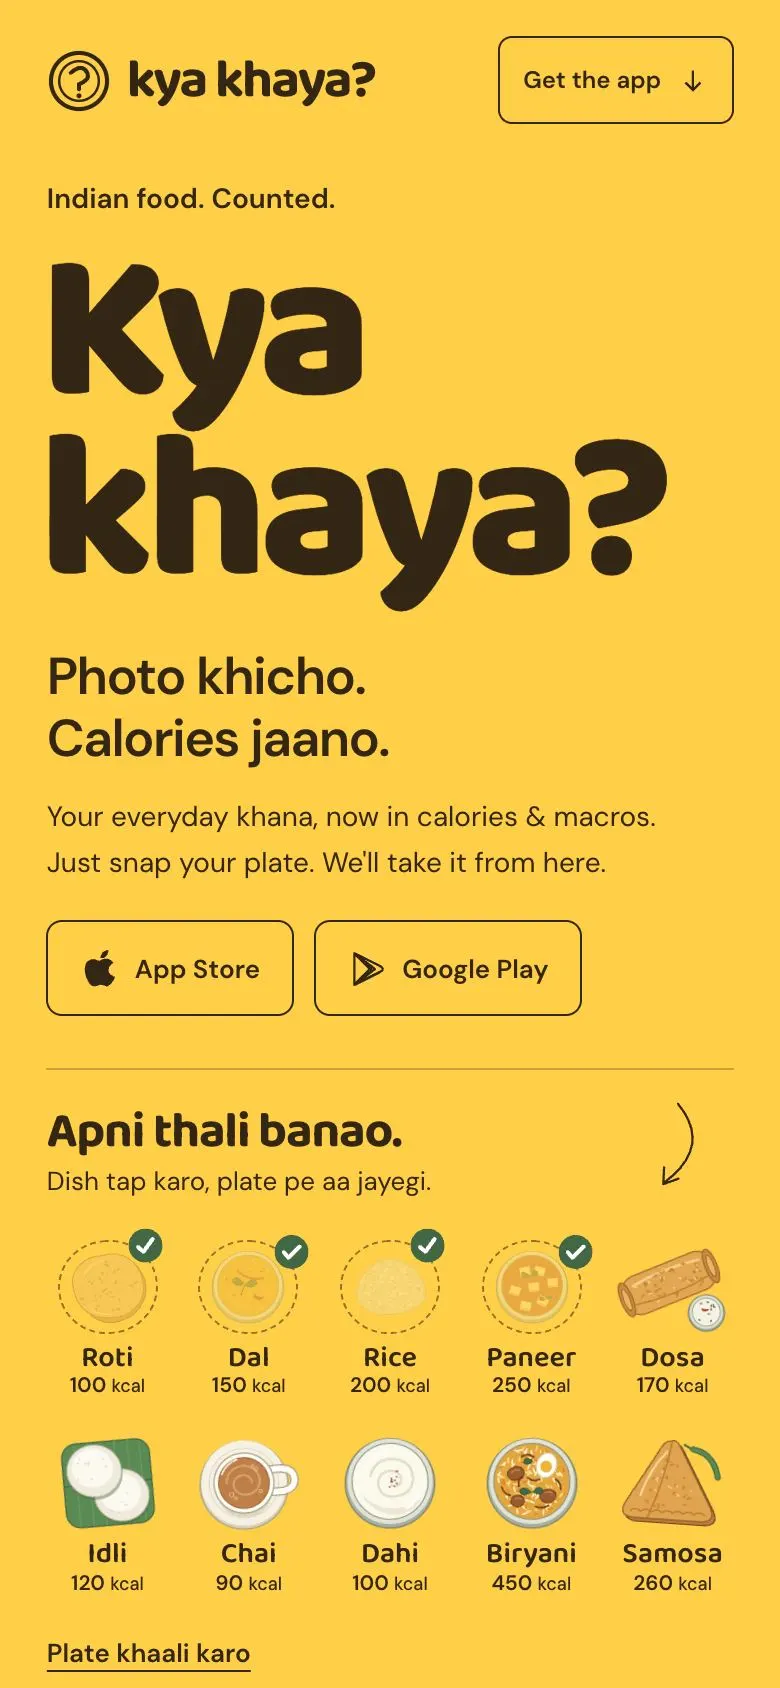 kya khaya?
Get the app ↓
Indian food. Counted.
Kya
khaya?
Photo khicho.
Calories jaano.
Your everyday khana, now in calories & macros.
Just snap your plate. We'll take it from here.
App Store
Google Play
Apni thali banao.
Dish tap karo, plate pe aa jayegi.
Roti Dal Rice Paneer Dosa
100 kcal 150 kcal 200 kcal 250 kcal 170 kcal
Idli Chai Dahi Biryani Samosa
120 kcal 90 kcal 100 kcal 450 kcal 260 kcal
Plate khaali karo